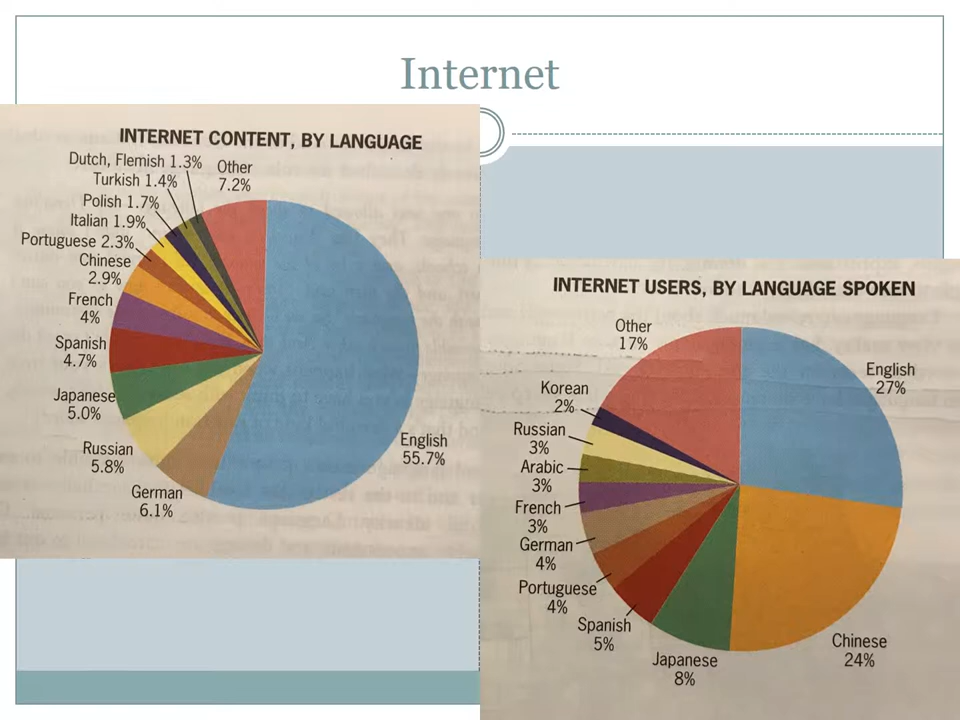 Internet
INTERNET CONTENT, BY LANGUAGE
Dutch, Flemish 1.3%
Other
7.2%
Turkish 1.4%
Polish 1.7%
Italian 1.9%
Portuguese 2.3%
Chinese
2.9%
French
4%
Spanish
4.7%
Japanese
5.0%
Russian
5.8%
German
6.1%
English
55.7%
INTERNET USERS, BY LANGUAGE SPOKEN
Other
17%
English
27%
Korean
2%
Russian
3%
Arabic
3%
French
3%
German
4%
Portuguese
4%
Spanish
5%
Japanese
8%
Chinese
24%